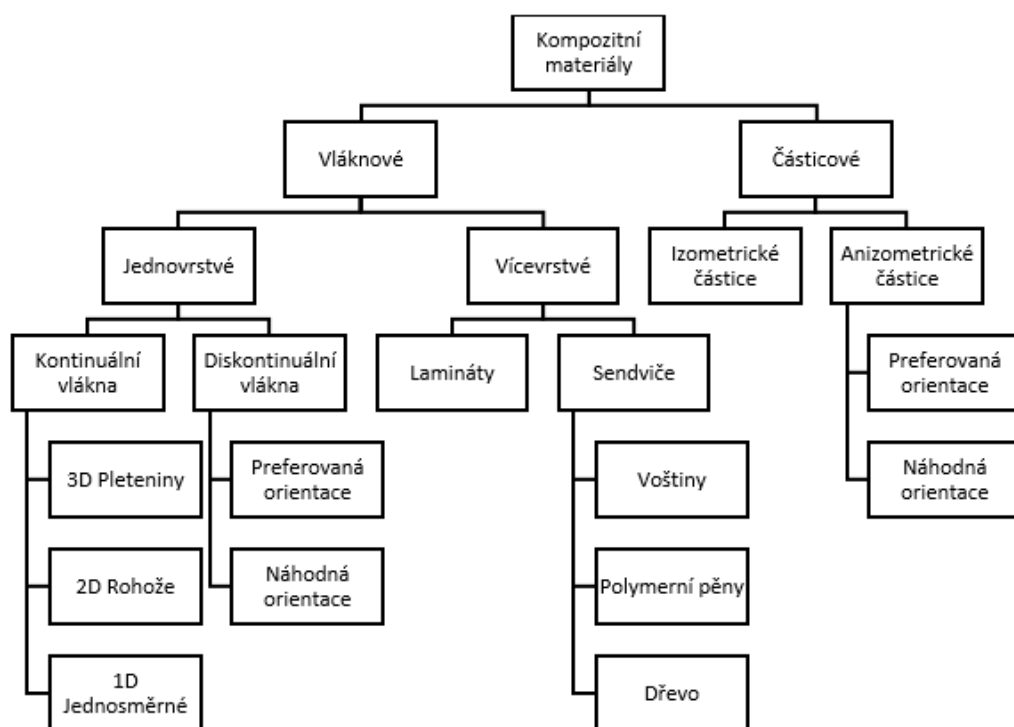 Kompozitní
materiály
Vláknové
Částicové
Jednovrstvé
Vícevrstvé
Izometrické
částice
Anizometrické
částice
Kontinuální
vlákna
Diskontinuální
vlákna
Lamináty
Sendviče
Preferovaná
orientace
3D Pleteniny
Preferovaná
orientace
Voštiny
Náhodná
orientace
2D Rohože
Náhodná
orientace
Polymerní pěny
1D
Jednosměrné
Dřevo